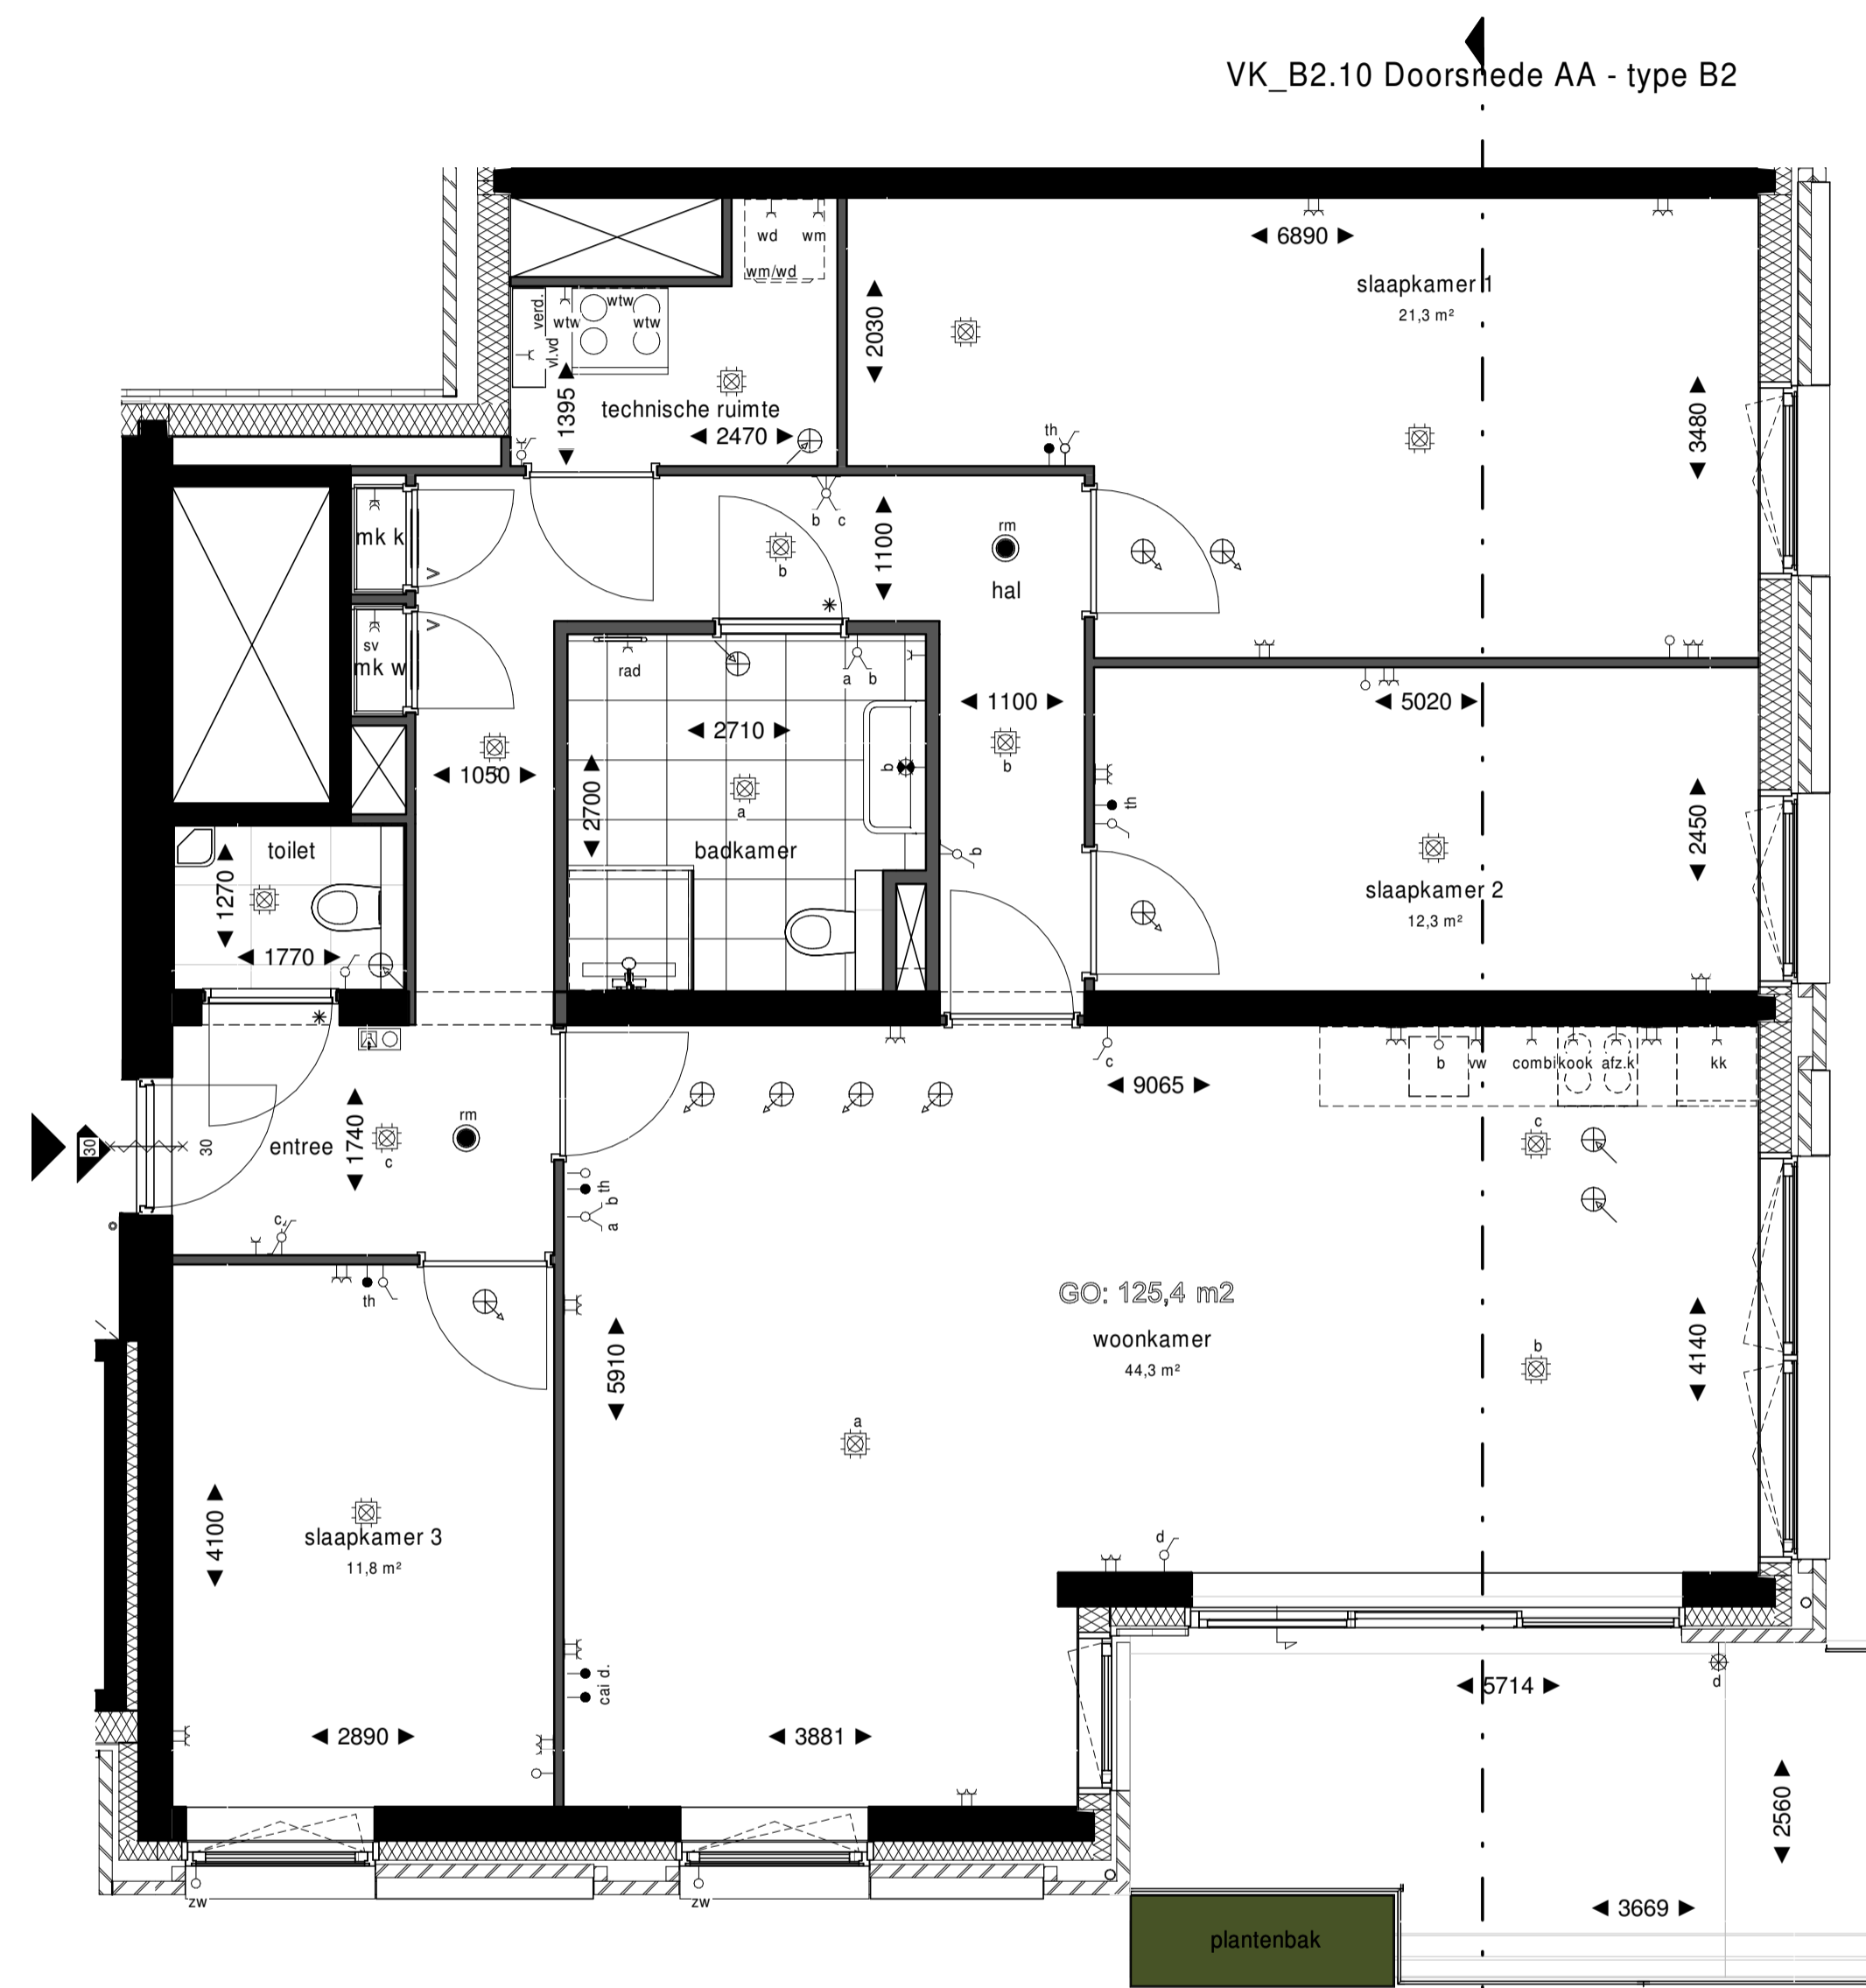 VK_B2.10 Doorsnede AA - type B2
wd
wm
wm/wd
6890
slaapkamer 1
21,3 m²
verd.
wtw
wtw
wtw
vl.vd
2030
1395
technische ruimte
2470
th
3480
mk k
V
b
c
1100
rm
hal
b
sv
mk w
V
rad
a
b
2710
1100
5020
1050
b
b
2700
a
badkamer
th
2450
toilet
b
1270
slaapkamer 2
12,3 m²
1770
c
9065
b
vw
combi
kook
afz.k
kk
30
30
entree
1740
c
rm
c
th
a
b
c
th
GO: 125,4 m2
woonkamer
44,3 m²
5910
b
4140
a
4100
slaapkamer 3
11,8 m²
d
cai
d.
5714
d
2890
3881
2560
zw
zw
3669
plantenbak